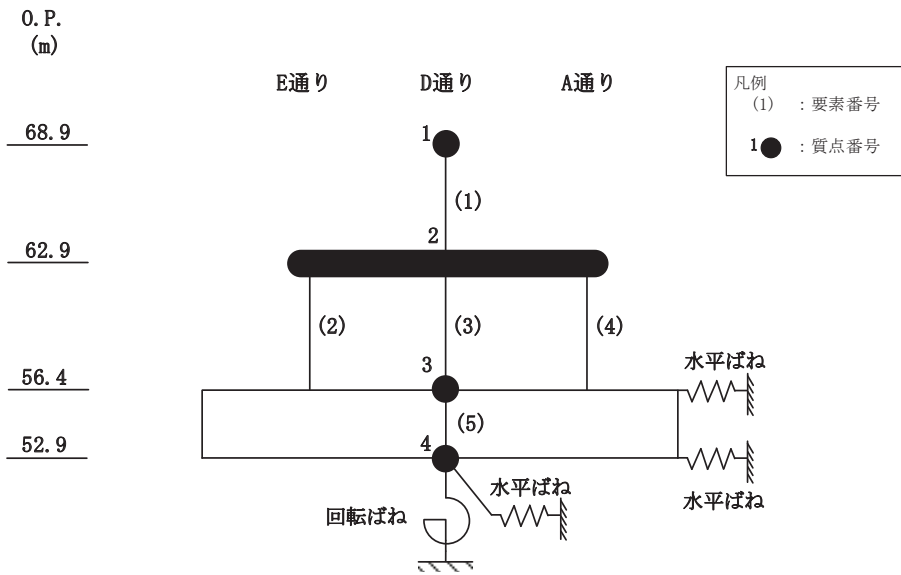 O.P.
(m)
E通り D通り A通り
凡例
(1) :要素番号
1 :質点番号
68.9
1
(1)
2
62.9
(2) (3) (4)
3
水平ばね
56.4
(5)
4
52.9
水平ばね
水平ばね
回転ばね